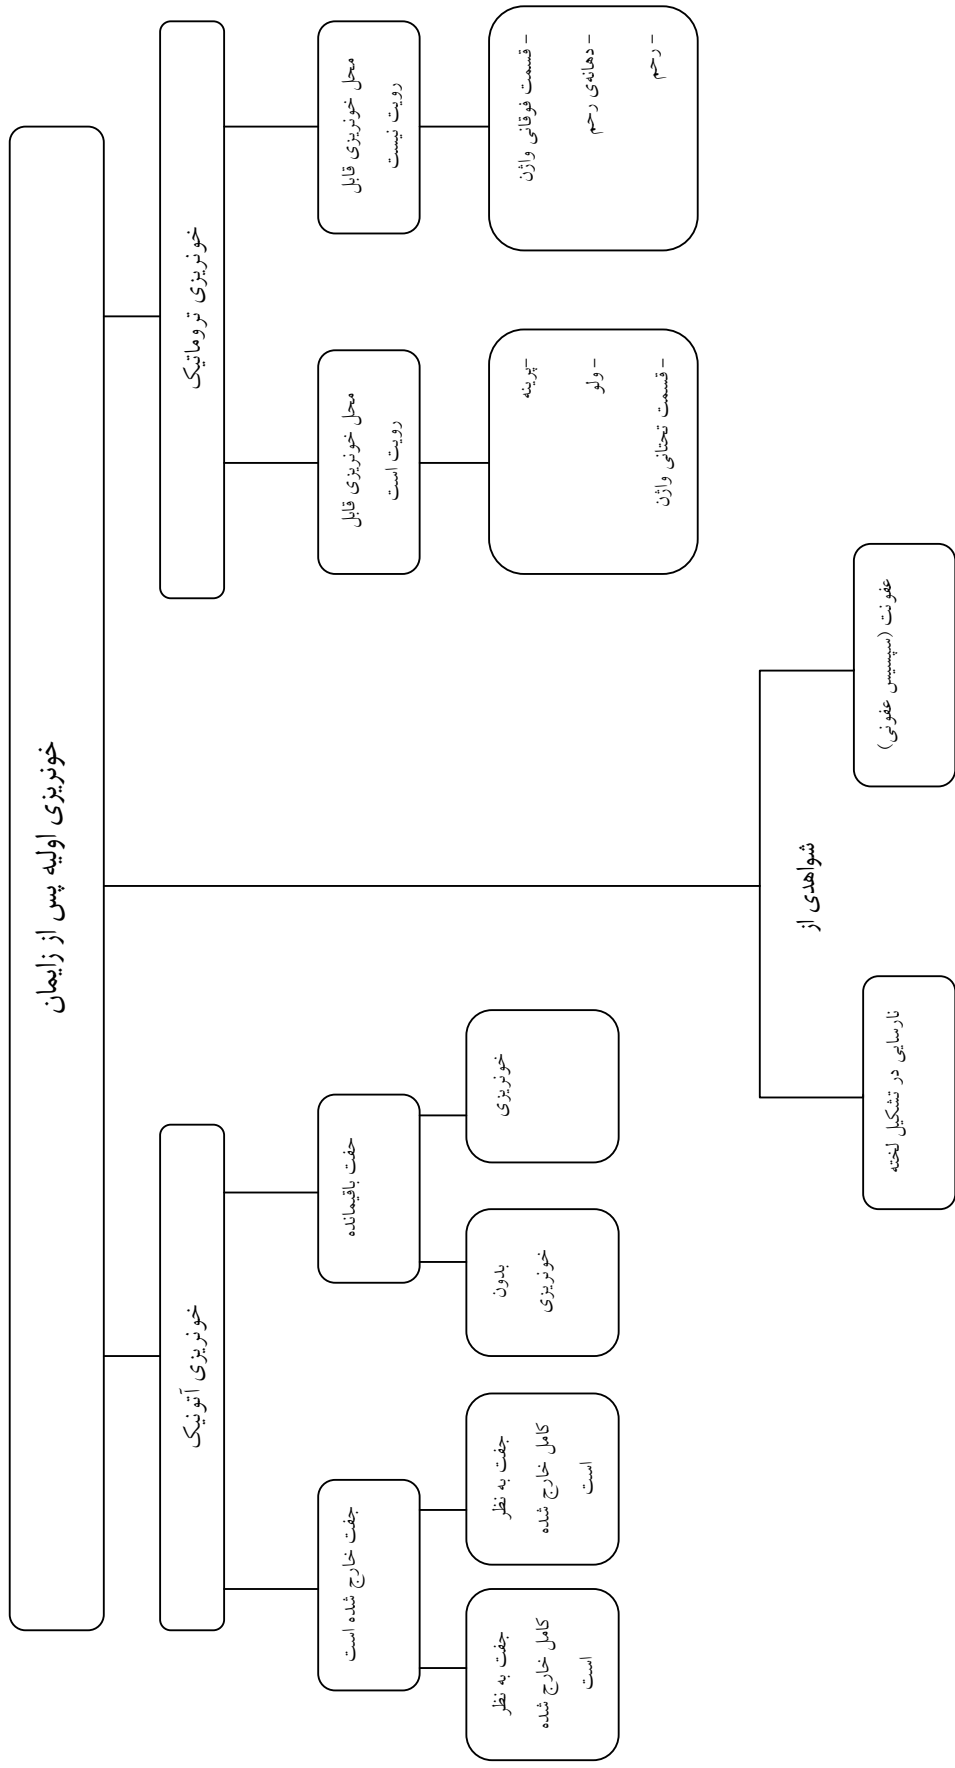 خونریزی اولیه پس از زایمان
خونریزی تروماتیک
خونریزی آتونیک
محل خونریزی قابل
رویت نیست
محل خونریزی قابل
رویت است
جفت باقیمانده
جفت خارج شده است
- قسمت فوقانی واژن
- دهانه‌ی رحم
- رحم
-پرینه
- ولو
- قسمت تحتانی واژن
خونریزی
بدون
خونریزی
جفت به نظر
کامل خارج شده
است
جفت به نظر
کامل خارج شده
است
شواهدی از
عفونت (سپسیس عفونی)
نارسایی در تشکیل لخته